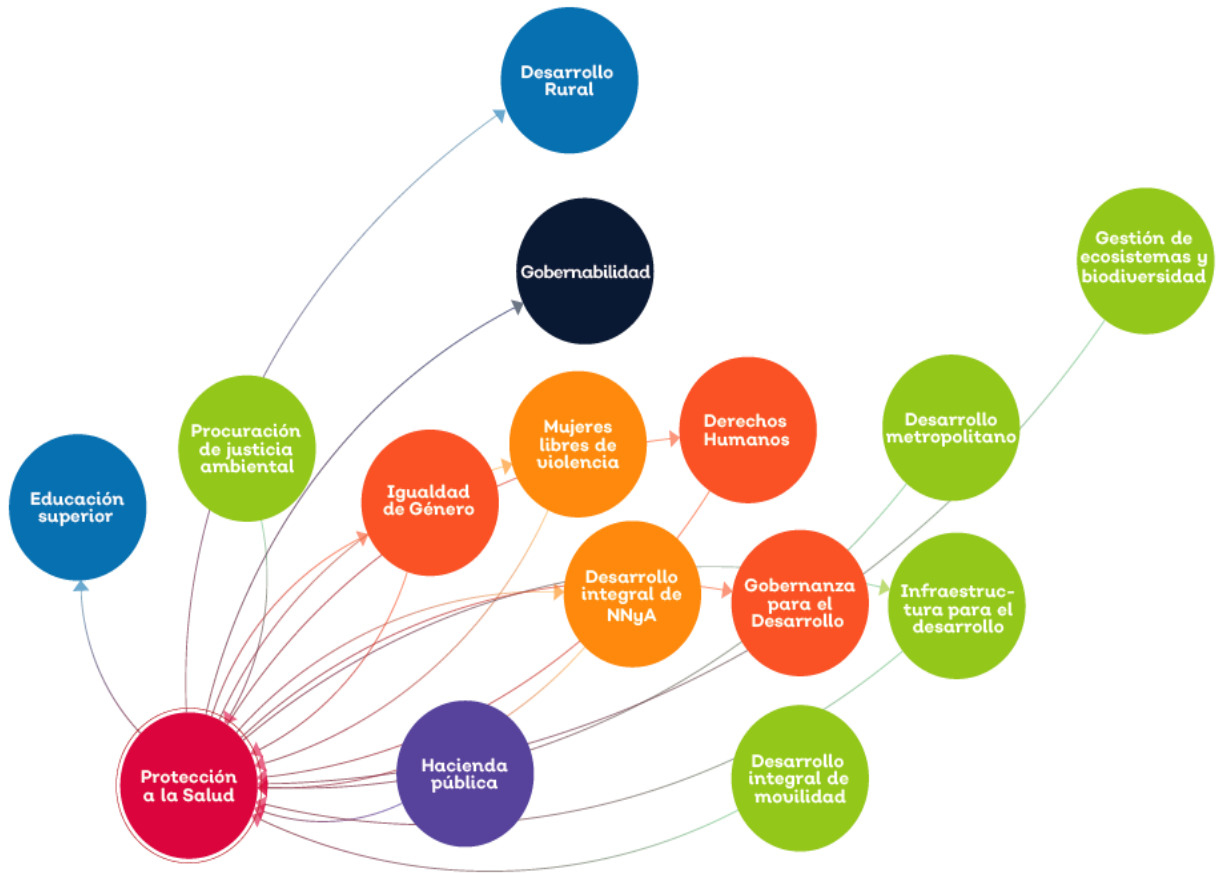 Desarrollo
Rural
Gobernabilidad
Gestión de
ecosistemas y
biodiversidad
Procuración
de justicia
ambiental
Mujeres
libres de
violencia
Derechos
Humanos
Desarrollo
metropolitano
Educación
superior
Igualdad
de Género
Desarrollo
integral de
NNyA
Gobernanza
para el
Desarrollo
Infraestruc-
tura para el
desarrollo
Protección
a la Salud
Hacienda
pública
Desarrollo
integral de
movilidad